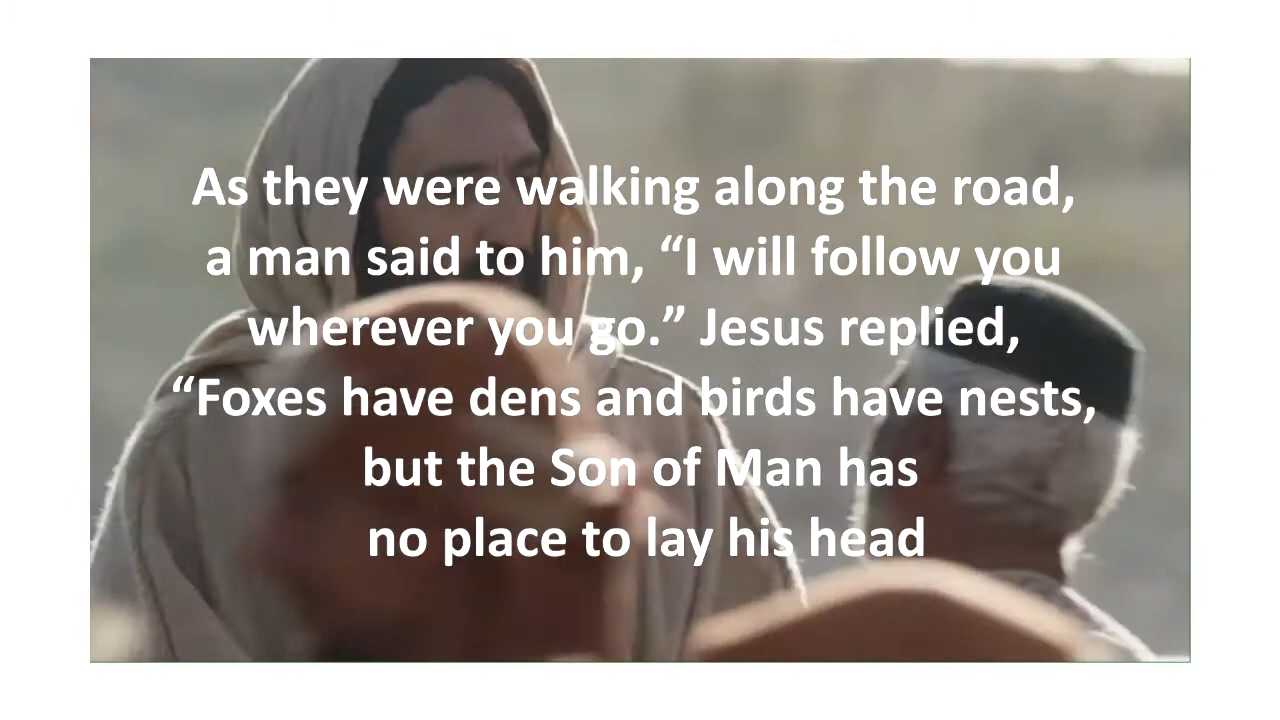 As they were walking along the road,
a man said to him, “I will follow you
wherever you go.” Jesus replied,
“Foxes have dens and birds have nests,
but the Son of Man has
no place to lay his head